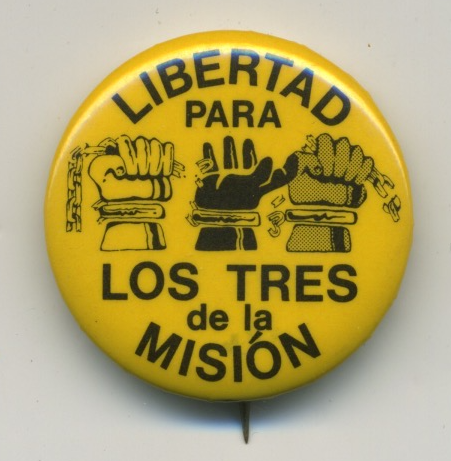 LIBERTAD
PARA
LOS TRES
de la
MISIÓN